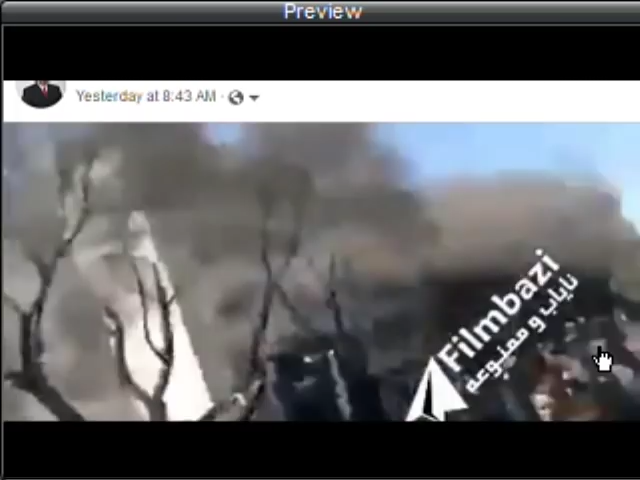 Preview
Yesterday at 8:43 AM
Filmbazi
نایاب و ممنوعه